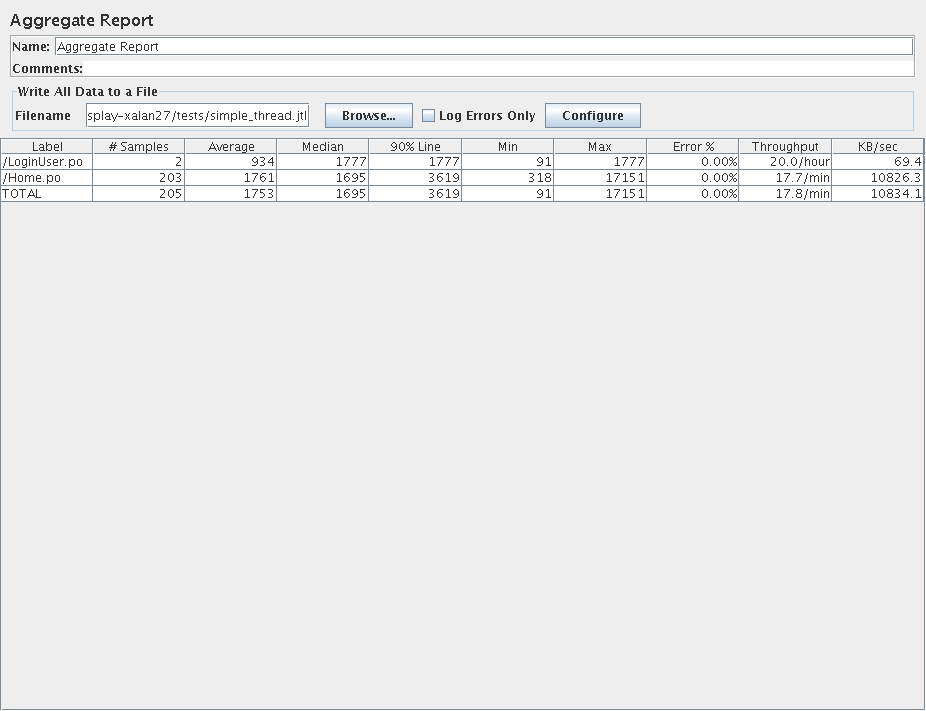 Aggregate Report
Name: Aggregate Report
Comments:
Write All Data to a File
Filename splay-xalan27/tests/simple_thread.jtl Browse... Log Errors Only Configure
Label # Samples Average Median 90% Line Min Max Error % Throughput KB/sec
/LoginUser.po 2 934 1777 1777 91 1777 0.00% 20.0/hour 69.4
/Home.po 203 1761 1695 3619 318 17151 0.00% 17.7/min 10826.3
TOTAL 205 1753 1695 3619 91 17151 0.00% 17.8/min 10834.1